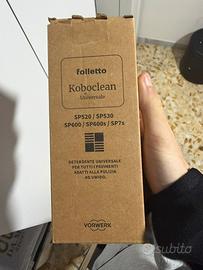 folletto
Koboclean
Universale
SP520 / SP530
SP600 / SP600s / SP7s
DETERGENTE UNIVERSALE
PER TUTTI I PAVIMENTI
ADATTI ALLA PULIZIA
AD UMIDO.
VORWERK
subito